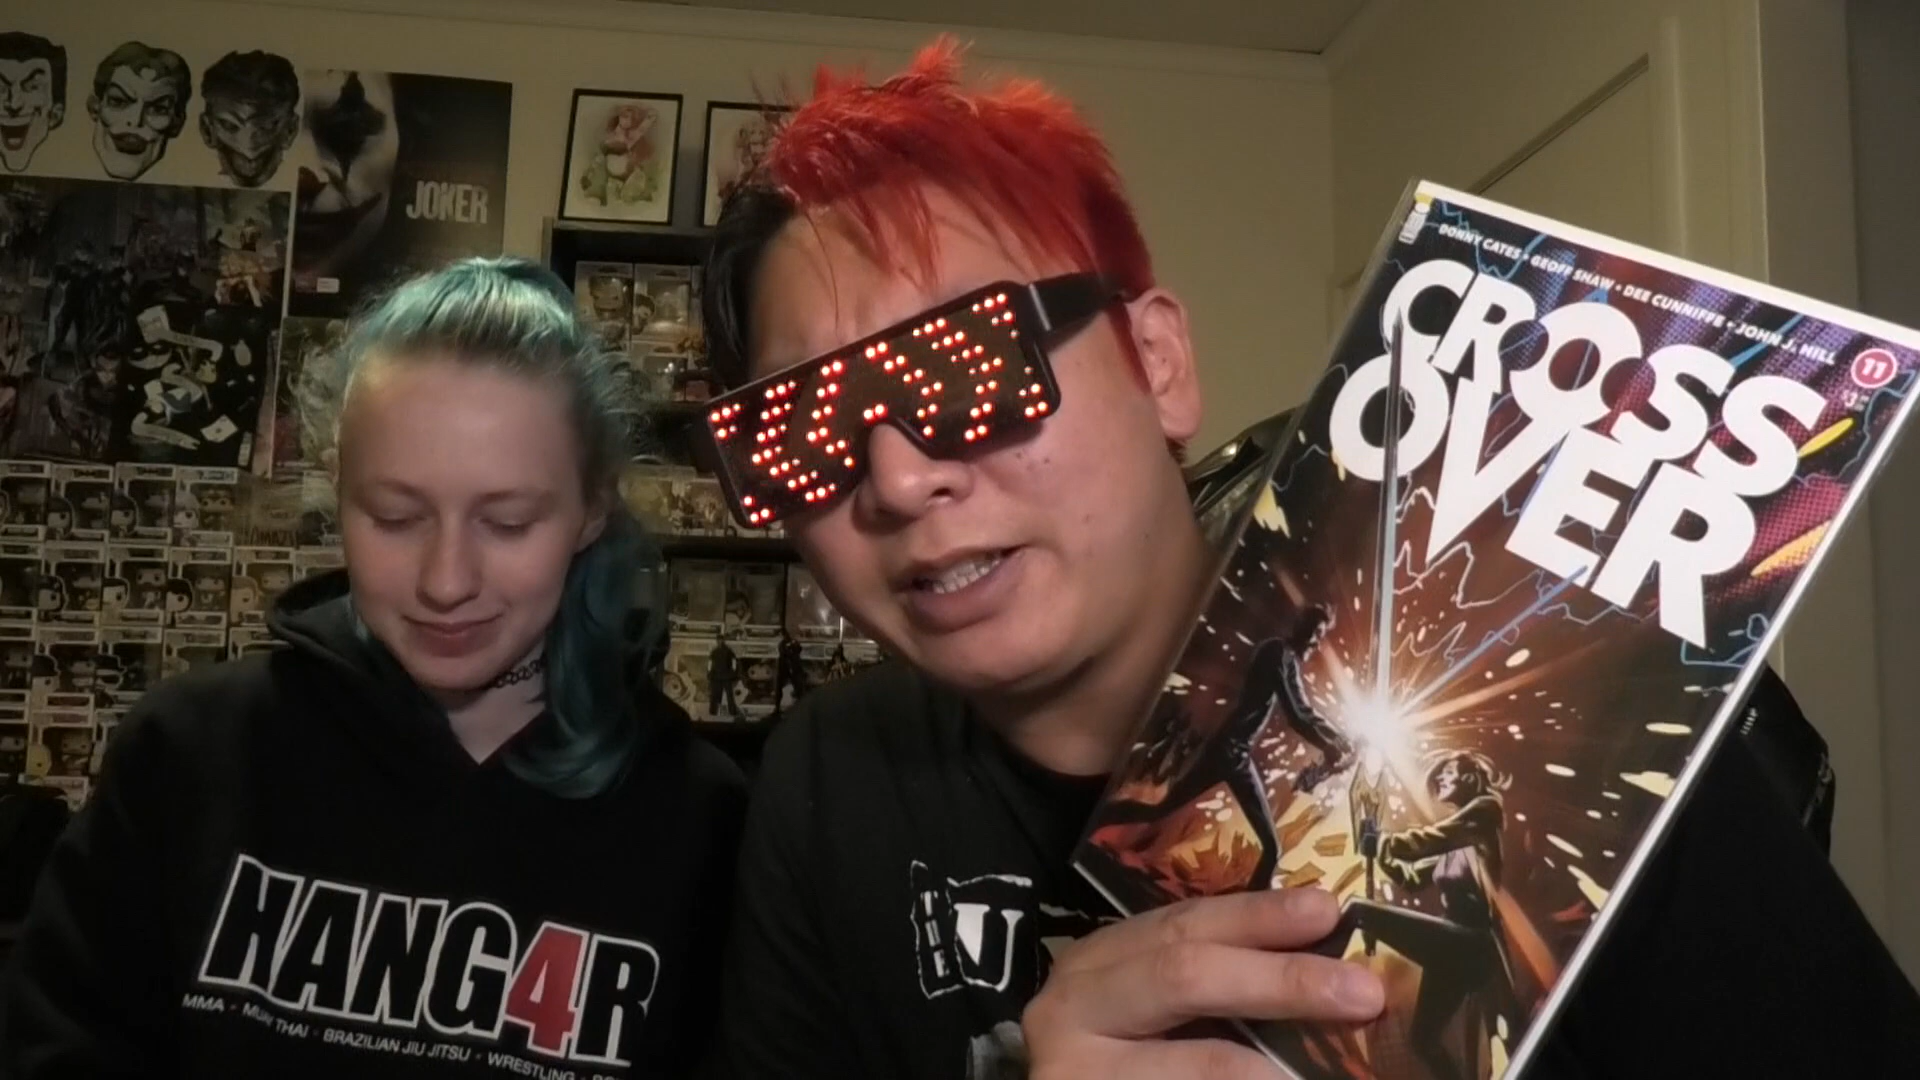 JOKER
DONNY CATES • GEOFF SHAW • DEE CUNNIFFE • JOHN J. HILL
CROSS
OVER
11
HANG4R
MMA • MUAY THAI • BRAZILIAN JIU JITSU • WRESTLING
THE
U